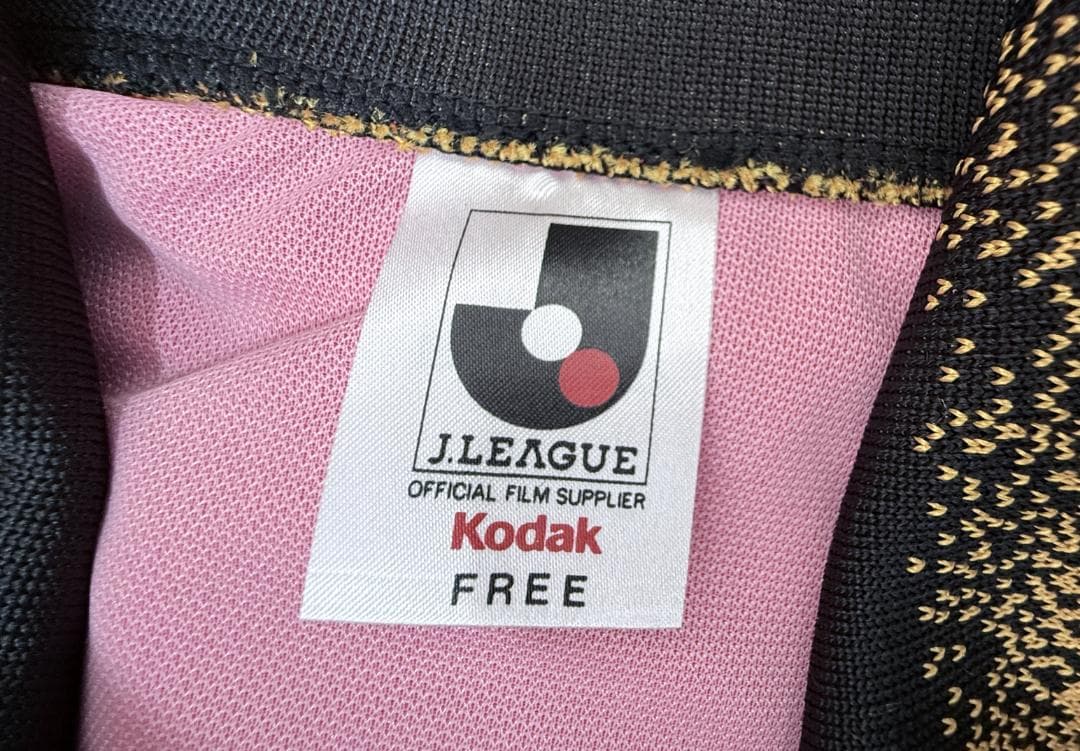 J.LEAGUE
OFFICIAL FILM SUPPLIER
Kodak
FREE